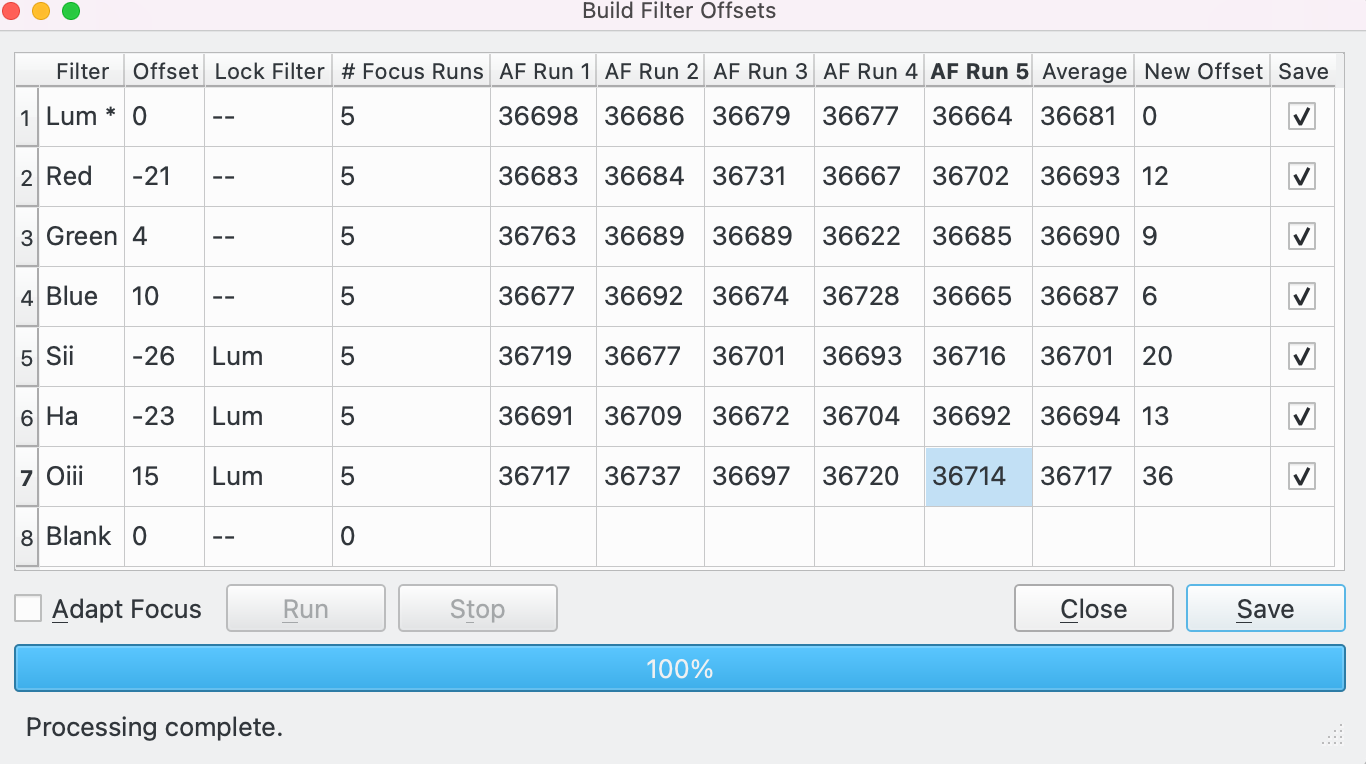 Build Filter Offsets
Filter Offset Lock Filter # Focus Runs AF Run 1 AF Run 2 AF Run 3 AF Run 4 AF Run 5 Average New Offset Save
1 Lum * 0 -- 5 36698 36686 36679 36677 36664 36681 0
2 Red -21 -- 5 36683 36684 36731 36667 36702 36693 12
3 Green 4 -- 5 36763 36689 36689 36622 36685 36690 9
4 Blue 10 -- 5 36677 36692 36674 36728 36665 36687 6
5 Sii -26 Lum 5 36719 36677 36701 36693 36716 36701 20
6 Ha -23 Lum 5 36691 36709 36672 36704 36692 36694 13
7 Oiii 15 Lum 5 36717 36737 36697 36720 36714 36717 36
8 Blank 0 -- 0
Adapt Focus Run Stop Close Save
100%
Processing complete.